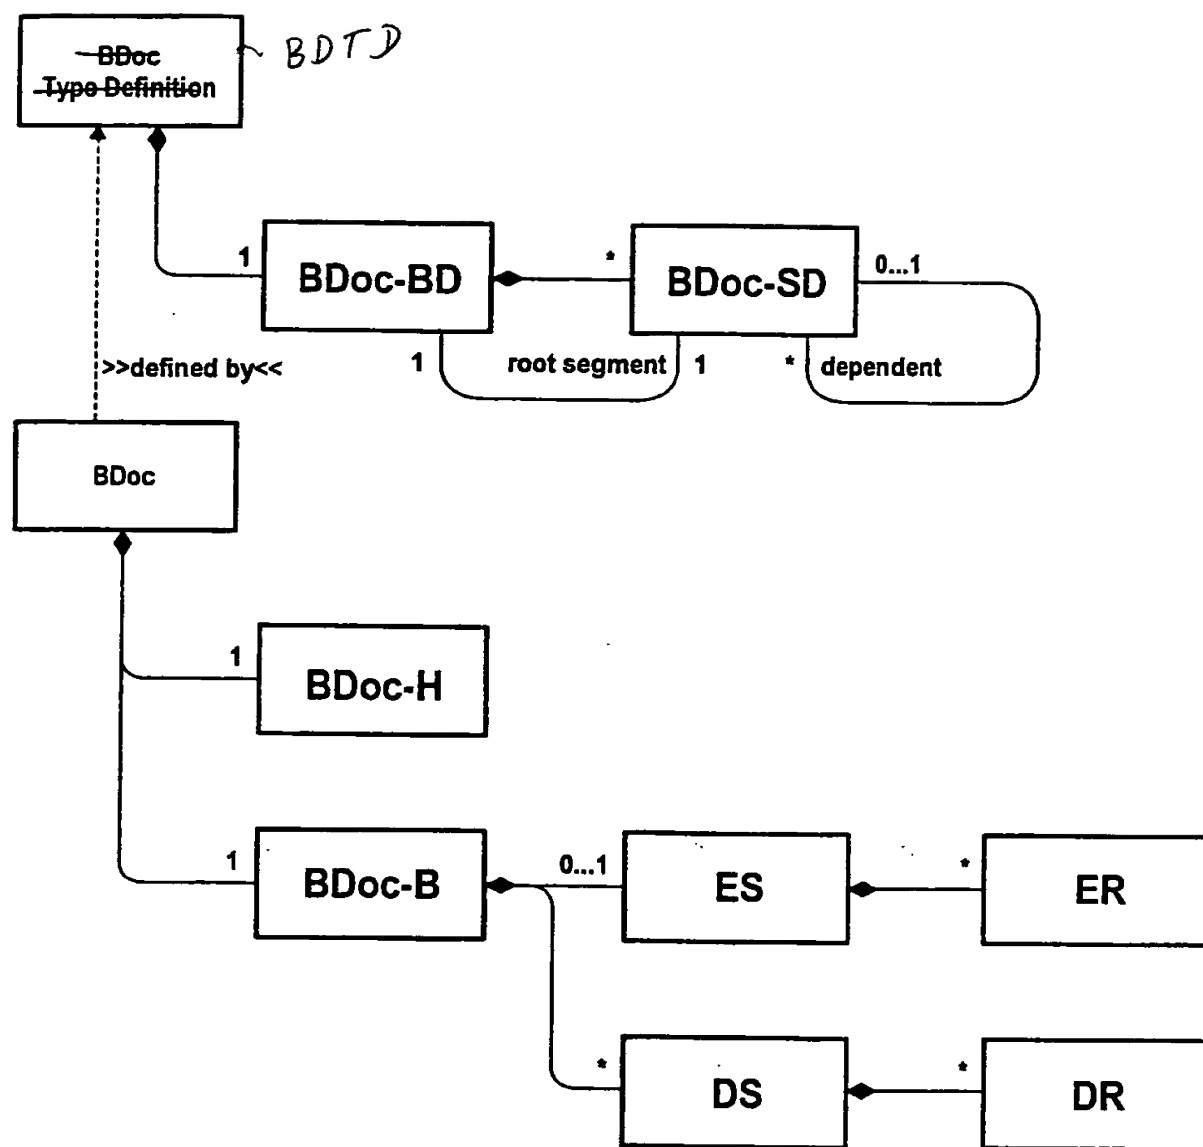 BDoc
Typo Definition
BDTD
1
BDoc-BD
*
BDoc-SD
0...1
>>defined by<<
1
root segment
1
*
dependent
BDoc
1
BDoc-H
1
BDoc-B
0...1
ES
*
ER
*
DS
*
DR